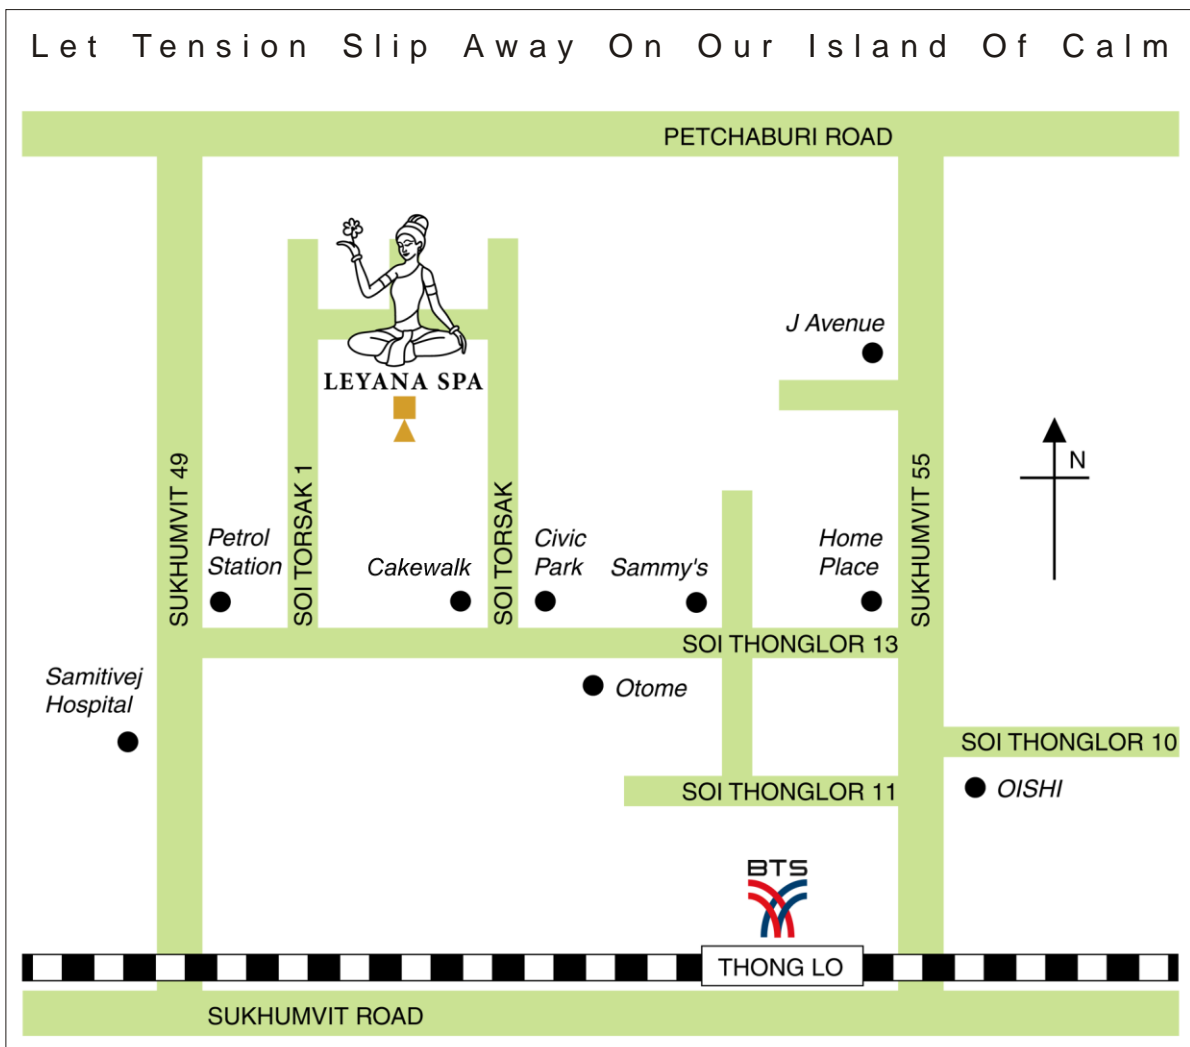 Let Tension Slip Away On Our Island Of Calm
PETCHABURI ROAD
J Avenue
LEYANA SPA
SUKHUMVIT 49
SOI TORSAK 1
SOI TORSAK
SUKHUMVIT 55
N
Petrol
Station
Cakewalk
Civic
Park
Sammy's
Home
Place
SOI THONGLOR 13
Samitivej
Hospital
Otome
SOI THONGLOR 10
SOI THONGLOR 11
OISHI
BTS
THONG LO
SUKHUMVIT ROAD